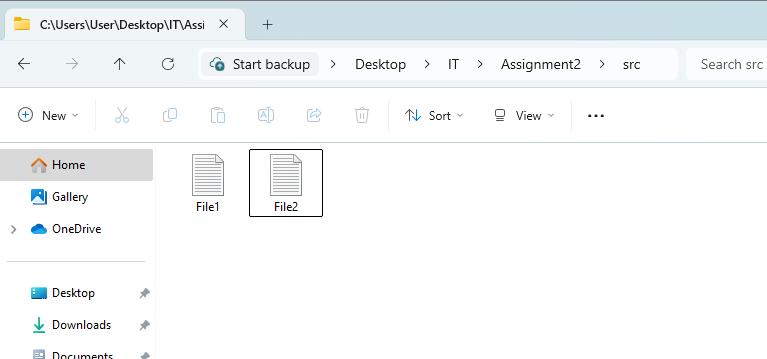 C:\Users\User\Desktop\IT\Assi
Start backup > Desktop > IT > Assignment2 > src
Search src
New
Sort
View
Home
Gallery
OneDrive
Desktop
Downloads
Documents
File1
File2